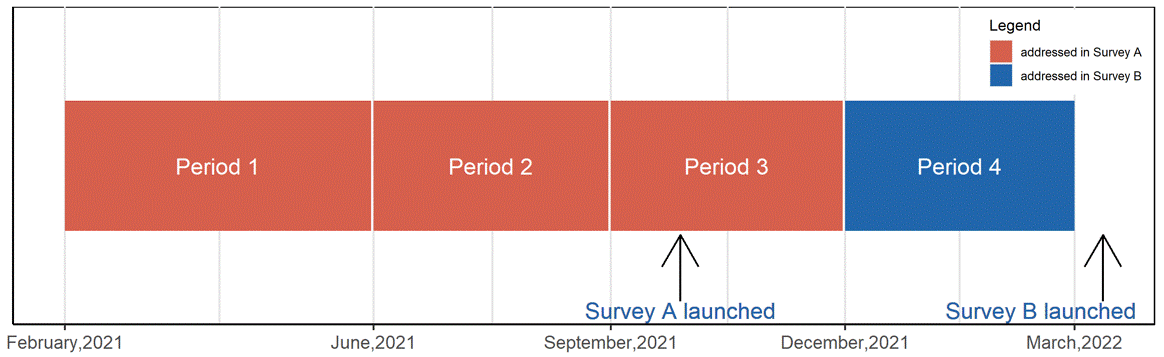 Legend
addressed in Survey A
addressed in Survey B
Period 1
Period 2
Period 3
Period 4
Survey A launched
Survey B launched
February,2021
June,2021
September,2021
December,2021
March,2022